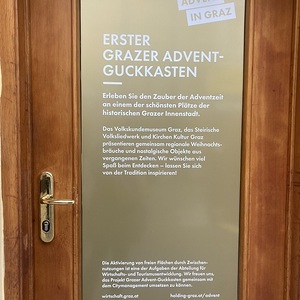 ADVENT
IN GRAZ
ERSTER
GRAZER ADVENT-
GUCKKASTEN
Erleben Sie den Zauber der Adventzeit
an einem der schönsten Plätze der
historischen Grazer Innenstadt.
Das Volkskundemuseum Graz, das Steirische
Volksliedwerk und Kirchen Kultur Graz
präsentieren gemeinsam regionale Weihnachts-
bräuche und nostalgische Objekte aus
vergangenen Zeiten. Wir wünschen viel
Spaß beim Entdecken – lassen Sie sich
von der Tradition inspirieren!
Die Aktivierung von freien Flächen durch Zwischen-
nutzungen ist eine der Aufgaben der Abteilung für
Wirtschafts- und Tourismusentwicklung. Wir freuen uns,
das Projekt Grazer Advent-Guckkasten gemeinsam mit
dem Citymanagement umsetzen zu können.
wirtschaft.graz.at holding-graz.at/advent